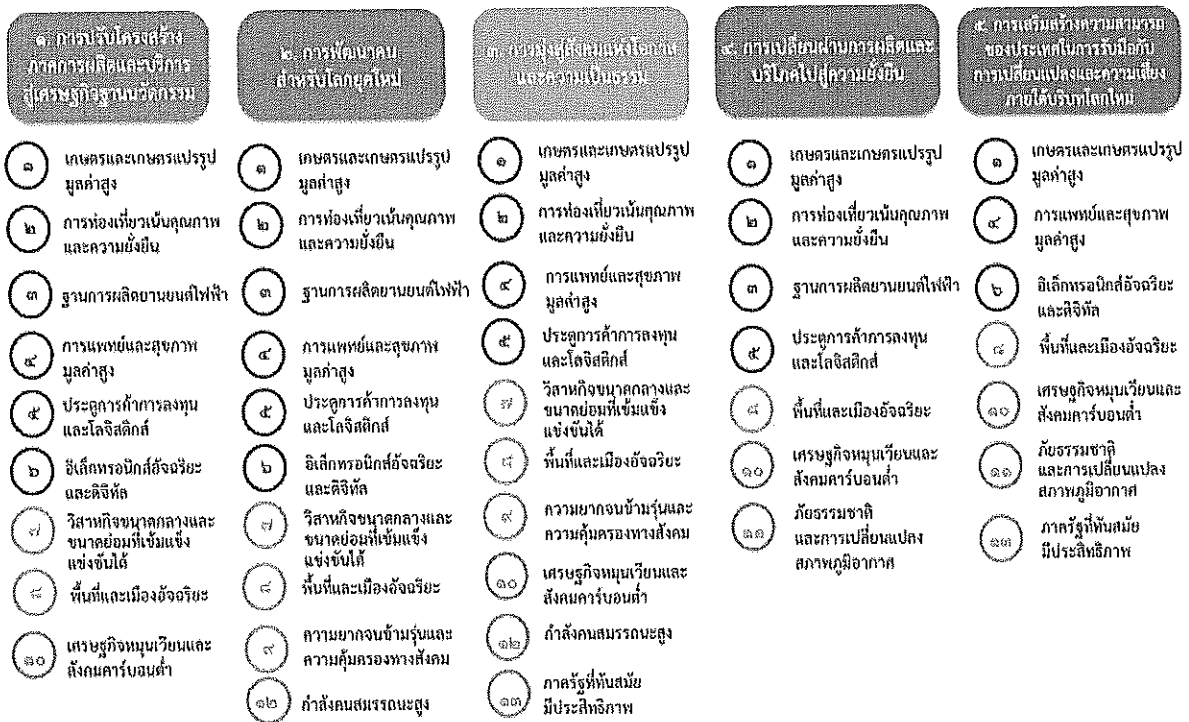 ๑. การปรับโครงสร้าง
ภาคการผลิตและบริการ
สู่เศรษฐกิจฐานนวัตกรรม
๑
เกษตรและเกษตรแปรรูป
มูลค่าสูง
๒
การท่องเที่ยวเน้นคุณภาพ
และความยั่งยืน
๓
ฐานการผลิตยานยนต์ไฟฟ้า
๔
การแพทย์และสุขภาพ
มูลค่าสูง
๕
ประตูการค้าการลงทุน
และโลจิสติกส์
๖
อิเล็กทรอนิกส์อัจฉริยะ
และดิจิทัล
๗
วิสาหกิจขนาดกลางและ
ขนาดย่อมที่เข้มแข็ง
แข่งขันได้
๘
พื้นที่และเมืองอัจฉริยะ
๑๐
เศรษฐกิจหมุนเวียนและ
สังคมคาร์บอนต่ำ
๒. การพัฒนาคน
สำหรับโลกยุคใหม่
๑
เกษตรและเกษตรแปรรูป
มูลค่าสูง
๒
การท่องเที่ยวเน้นคุณภาพ
และความยั่งยืน
๓
ฐานการผลิตยานยนต์ไฟฟ้า
๔
การแพทย์และสุขภาพ
มูลค่าสูง
๕
ประตูการค้าการลงทุน
และโลจิสติกส์
๖
อิเล็กทรอนิกส์อัจฉริยะ
และดิจิทัล
๗
วิสาหกิจขนาดกลางและ
ขนาดย่อมที่เข้มแข็ง
แข่งขันได้
๘
พื้นที่และเมืองอัจฉริยะ
๙
ความยากจนข้ามรุ่นและ
ความคุ้มครองทางสังคม
๑๒
กำลังคนสมรรถนะสูง
๓. การมุ่งสู่สังคมแห่งโอกาส
และความเป็นธรรม
๑
เกษตรและเกษตรแปรรูป
มูลค่าสูง
๒
การท่องเที่ยวเน้นคุณภาพ
และความยั่งยืน
๔
การแพทย์และสุขภาพ
มูลค่าสูง
๕
ประตูการค้าการลงทุน
และโลจิสติกส์
๗
วิสาหกิจขนาดกลางและ
ขนาดย่อมที่เข้มแข็ง
แข่งขันได้
๘
พื้นที่และเมืองอัจฉริยะ
๙
ความยากจนข้ามรุ่นและ
ความคุ้มครองทางสังคม
๑๐
เศรษฐกิจหมุนเวียนและ
สังคมคาร์บอนต่ำ
๑๒
กำลังคนสมรรถนะสูง
๑๓
ภาครัฐที่ทันสมัย
มีประสิทธิภาพ
๔. การเปลี่ยนผ่านการผลิตและ
บริโภคไปสู่ความยั่งยืน
๑
เกษตรและเกษตรแปรรูป
มูลค่าสูง
๒
การท่องเที่ยวเน้นคุณภาพ
และความยั่งยืน
๓
ฐานการผลิตยานยนต์ไฟฟ้า
๕
ประตูการค้าการลงทุน
และโลจิสติกส์
๘
พื้นที่และเมืองอัจฉริยะ
๑๐
เศรษฐกิจหมุนเวียนและ
สังคมคาร์บอนต่ำ
๑๑
ภัยธรรมชาติ
และการเปลี่ยนแปลง
สภาพภูมิอากาศ
๕. การเสริมสร้างความสามารถ
ของประเทศในการรับมือกับ
การเปลี่ยนแปลงและความเสี่ยง
ภายใต้บริบทโลกใหม่
๑
เกษตรและเกษตรแปรรูป
มูลค่าสูง
๔
การแพทย์และสุขภาพ
มูลค่าสูง
๖
อิเล็กทรอนิกส์อัจฉริยะ
และดิจิทัล
๘
พื้นที่และเมืองอัจฉริยะ
๑๐
เศรษฐกิจหมุนเวียนและ
สังคมคาร์บอนต่ำ
๑๑
ภัยธรรมชาติ
และการเปลี่ยนแปลง
สภาพภูมิอากาศ
๑๓
ภาครัฐที่ทันสมัย
มีประสิทธิภาพ